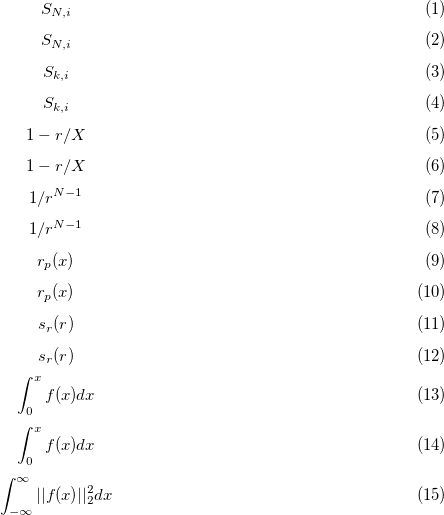 S_{N,i} (1)
S_{N,i} (2)
S_{k,i} (3)
S_{k,i} (4)
1 − r/X (5)
1 − r/X (6)
1/r^{N−1} (7)
1/r^{N−1} (8)
r_p(x) (9)
r_p(x) (10)
s_r(r) (11)
s_r(r) (12)
∫_0^x f(x)dx (13)
∫_0^x f(x)dx (14)
∫_{−∞}^∞ ||f(x)||_2^2 dx (15)